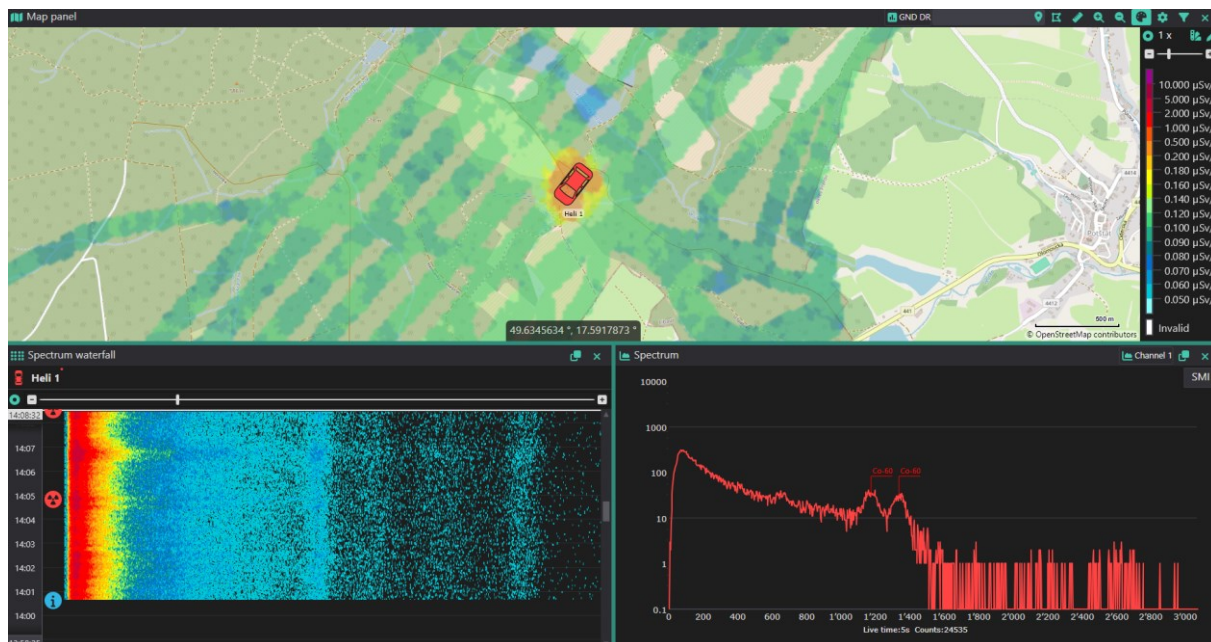 Map panel
GND DR
1 x
10.000 µSv/
5.000 µSv/
2.000 µSv/
1.000 µSv/
0.500 µSv/
0.200 µSv/
0.180 µSv/
0.160 µSv/
0.140 µSv/
0.120 µSv/
0.100 µSv/
0.090 µSv/
0.080 µSv/
0.070 µSv/
0.060 µSv/
0.050 µSv/
Invalid
Heli 1
4414
441
441
4412
500 m
49.6345634 °, 17.5917873 °
© OpenStreetMap contributors
Spectrum waterfall
Heli 1
14:08:32
14:07
14:06
14:05
14:04
14:03
14:02
14:01
14:00
Spectrum
Channel 1
SMI
10000
1000
100
10
1
0.1
Co-60
Co-60
0
200
400
600
800
1'000
1'200
1'400
1'600
1'800
2'000
2'200
2'400
2'600
2'800
3'000
Live time:5s Counts:24535